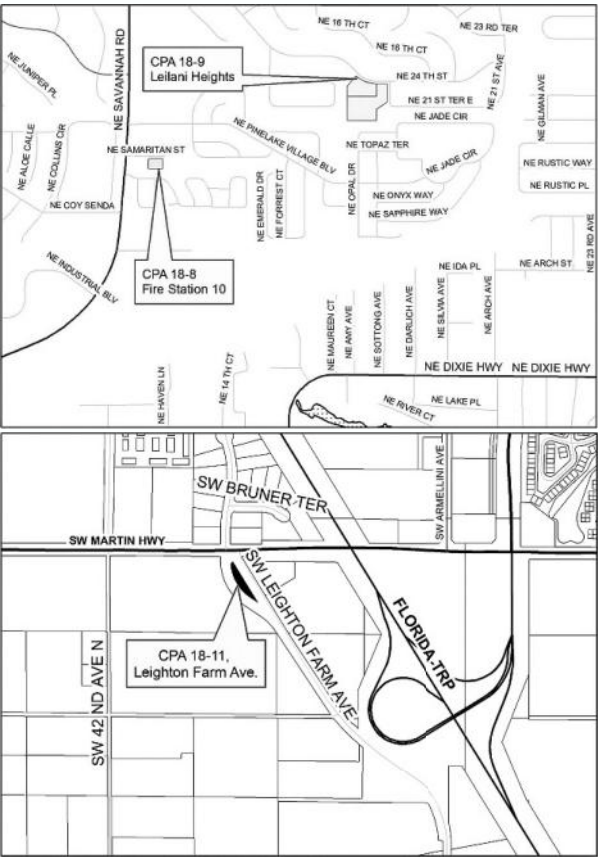 NE 16 TH CT
NE 23 RD TER
NE JUNIPER PL
NE SAVANNAH RD
CPA 18-9
Leilani Heights
NE 16 TH CT
NE 24 TH ST
NE 21 ST AVE
NE 21 ST TER E
NE JADE CIR
NE GILMAN AVE
NE ALOE CALLE
NE COLLINS CIR
NE SAMARITAN ST
NE PINELAKE VILLAGE BLV
NE TOPAZ TER
NE JADE CIR
NE RUSTIC WAY
NE RUSTIC PL
NE COY SENDA
NE EMERALD DR
NE FORREST CT
NE OPAL DR
NE ONYX WAY
NE SAPPHIRE WAY
NE 23 RD AVE
NE INDUSTRIAL BLV
CPA 18-8
Fire Station 10
NE IDA PL
NE ARCH ST
NE MAUREEN CT
NE AMY AVE
NE SOTTONG AVE
NE DARLICH AVE
NE SILVIA AVE
NE ARCH AVE
NE HAVEN LN
NE 14 TH CT
NE DIXIE HWY
NE DIXIE HWY
NE RIVER CT
NE LAKE PL
SW BRUNER TER
SW ARMELLINI AVE
SW MARTIN HWY
SW LEIGHTON FARM AVE
FLORIDA-TRP
CPA 18-11,
Leighton Farm Ave.
SW 42 ND AVE N